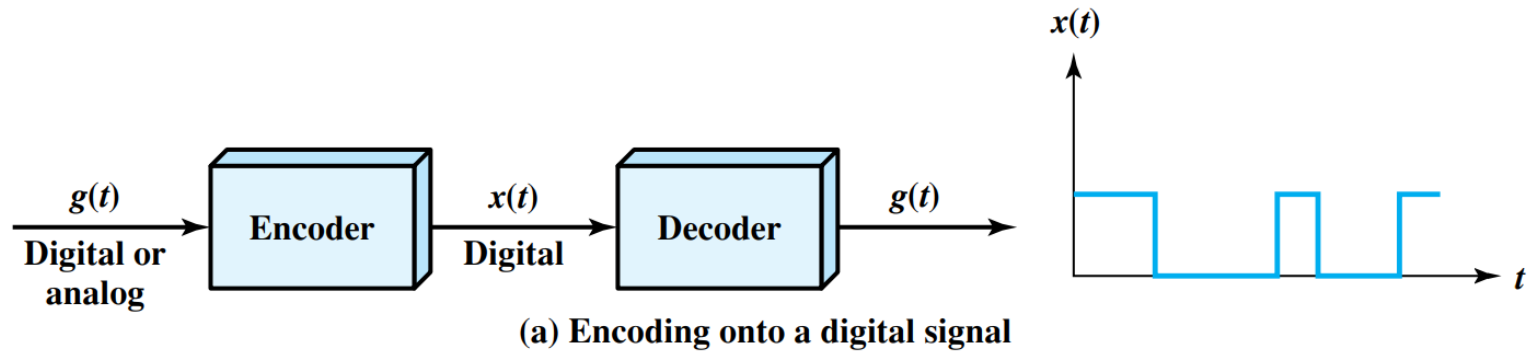 x(t)
g(t)
Encoder
x(t)
Decoder
g(t)
Digital or
analog
Digital
t
(a) Encoding onto a digital signal